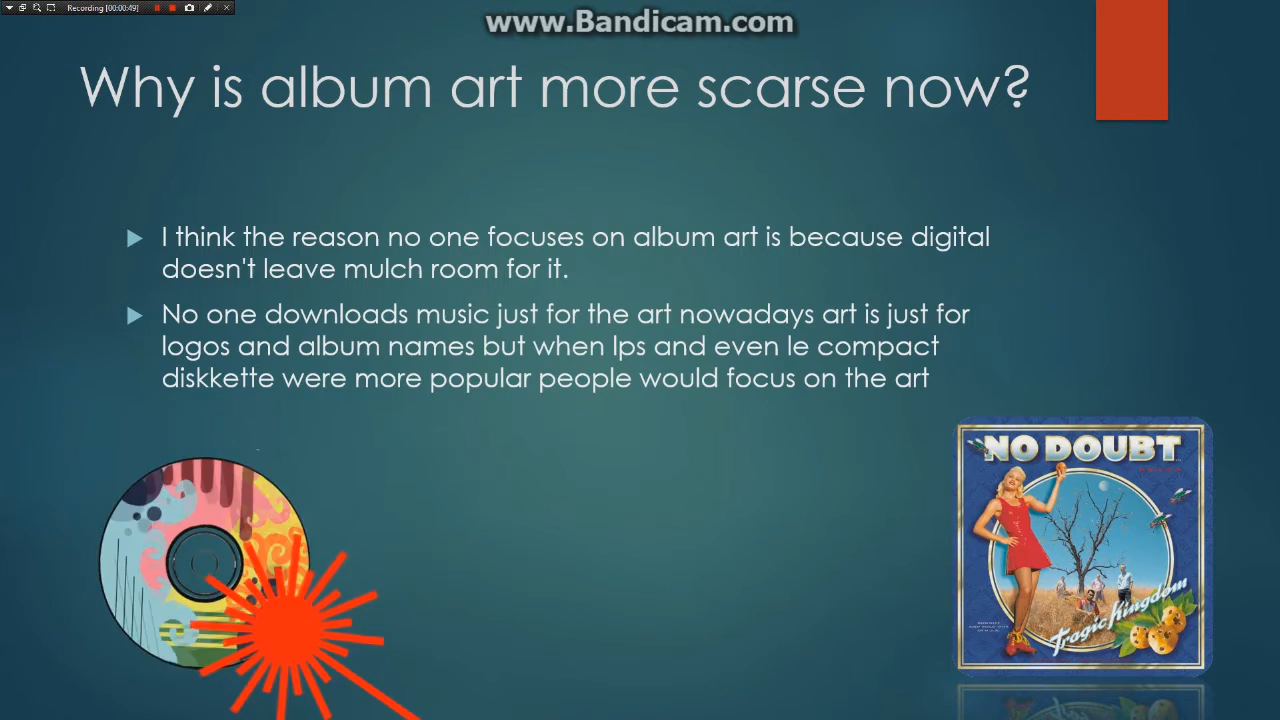 Recording [00:00:49]
www.Bandicam.com
Why is album art more scarse now?
I think the reason no one focuses on album art is because digital
doesn't leave mulch room for it.
No one downloads music just for the art nowadays art is just for
logos and album names but when lps and even le compact
diskkette were more popular people would focus on the art
NO DOUBT
Tragic Kingdom